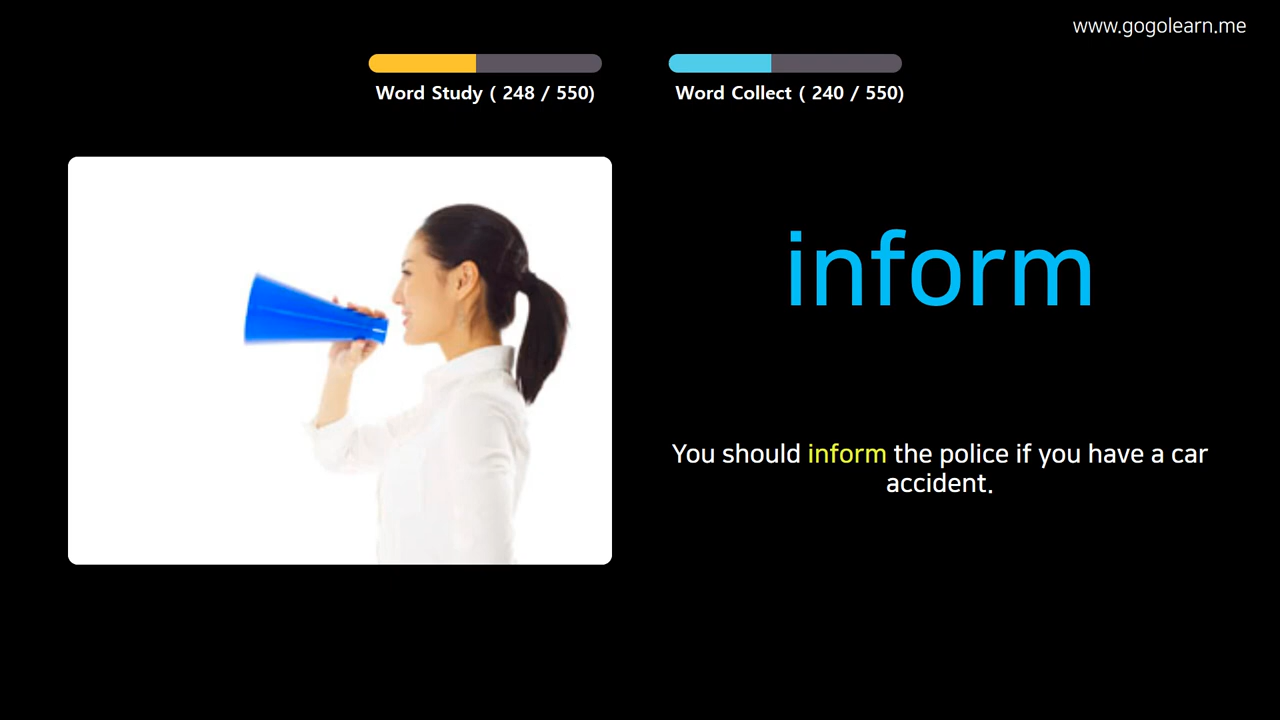 www.gogolearn.me
Word Study ( 248 / 550)
Word Collect ( 240 / 550)
inform
You should inform the police if you have a car
accident.